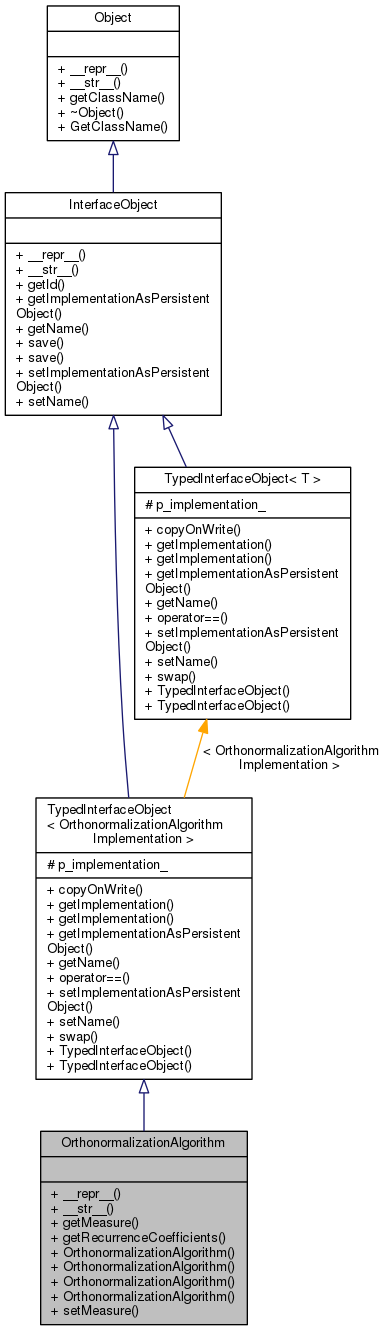 Object
+ __repr__()
+ __str__()
+ getClassName()
+ ~Object()
+ GetClassName()
InterfaceObject
+ __repr__()
+ __str__()
+ getId()
+ getImplementationAsPersistent
Object()
+ getName()
+ save()
+ save()
+ setImplementationAsPersistent
Object()
+ setName()
TypedInterfaceObject< T >
# p_implementation_
+ copyOnWrite()
+ getImplementation()
+ getImplementation()
+ getImplementationAsPersistent
Object()
+ getName()
+ operator==()
+ setImplementationAsPersistent
Object()
+ setName()
+ swap()
+ TypedInterfaceObject()
+ TypedInterfaceObject()
< OrthonormalizationAlgorithm
Implementation >
TypedInterfaceObject
< OrthonormalizationAlgorithm
Implementation >
# p_implementation_
+ copyOnWrite()
+ getImplementation()
+ getImplementation()
+ getImplementationAsPersistent
Object()
+ getName()
+ operator==()
+ setImplementationAsPersistent
Object()
+ setName()
+ swap()
+ TypedInterfaceObject()
+ TypedInterfaceObject()
OrthonormalizationAlgorithm
+ __repr__()
+ __str__()
+ getMeasure()
+ getRecurrenceCoefficients()
+ OrthonormalizationAlgorithm()
+ OrthonormalizationAlgorithm()
+ OrthonormalizationAlgorithm()
+ OrthonormalizationAlgorithm()
+ setMeasure()